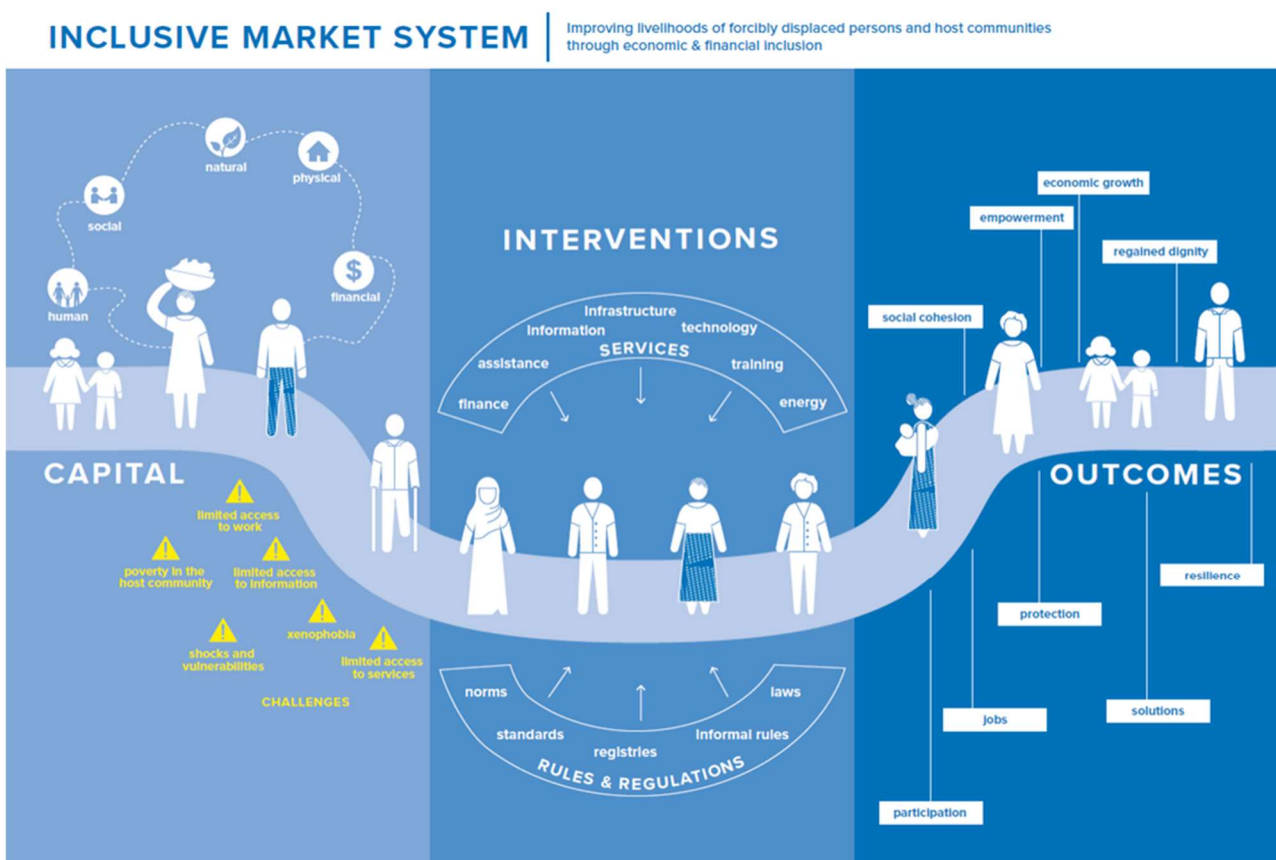 INCLUSIVE MARKET SYSTEM
Improving livelihoods of forcibly displaced persons and host communities
through economic & financial inclusion
natural
physical
social
financial
human
CAPITAL
limited access
to work
poverty in the
host community
limited access
to information
xenophobia
shocks and
vulnerabilities
limited access
to services
CHALLENGES
INTERVENTIONS
infrastructure
information
technology
SERVICES
assistance
training
finance
energy
norms
laws
standards
informal rules
registries
RULES & REGULATIONS
economic growth
empowerment
regained dignity
social cohesion
OUTCOMES
resilience
protection
solutions
jobs
participation